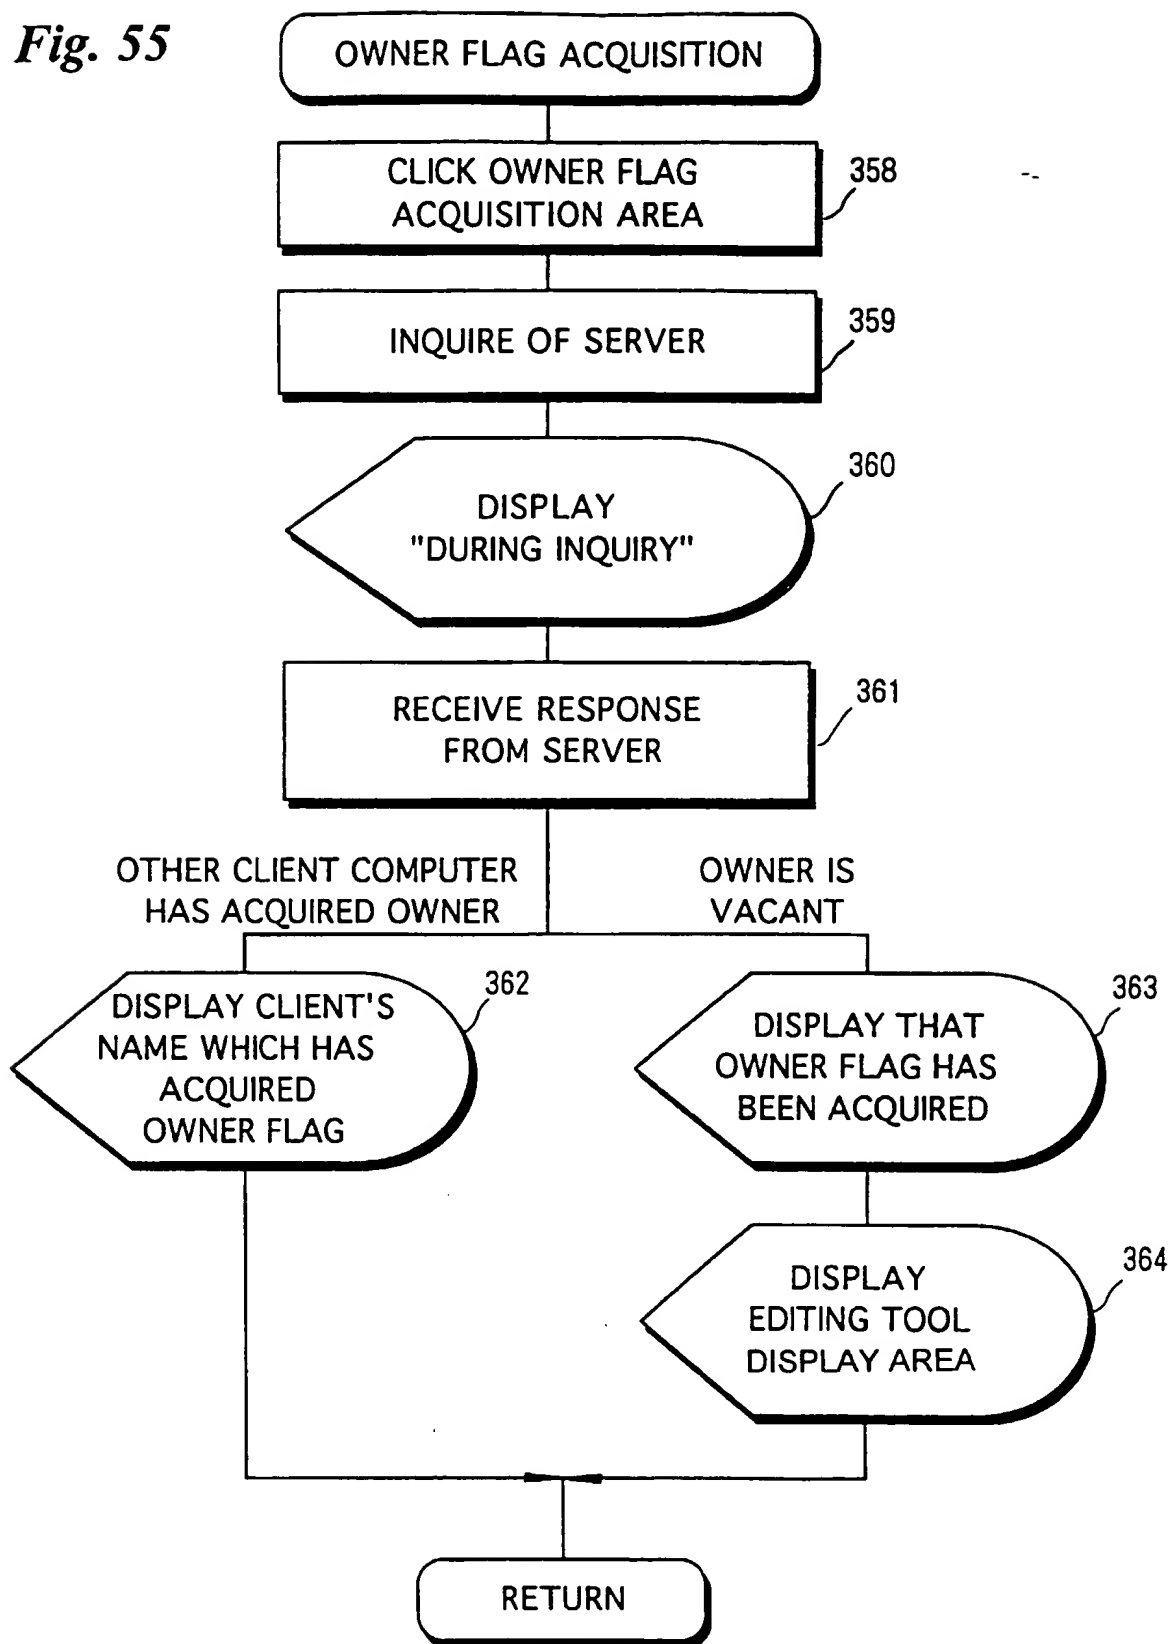 Fig. 55
OWNER FLAG ACQUISITION
CLICK OWNER FLAG
ACQUISITION AREA
358
INQUIRE OF SERVER
359
360
DISPLAY
"DURING INQUIRY"
RECEIVE RESPONSE
FROM SERVER
361
OTHER CLIENT COMPUTER
HAS ACQUIRED OWNER
OWNER IS
VACANT
362
DISPLAY CLIENT'S
NAME WHICH HAS
ACQUIRED
OWNER FLAG
363
DISPLAY THAT
OWNER FLAG HAS
BEEN ACQUIRED
364
DISPLAY
EDITING TOOL
DISPLAY AREA
RETURN